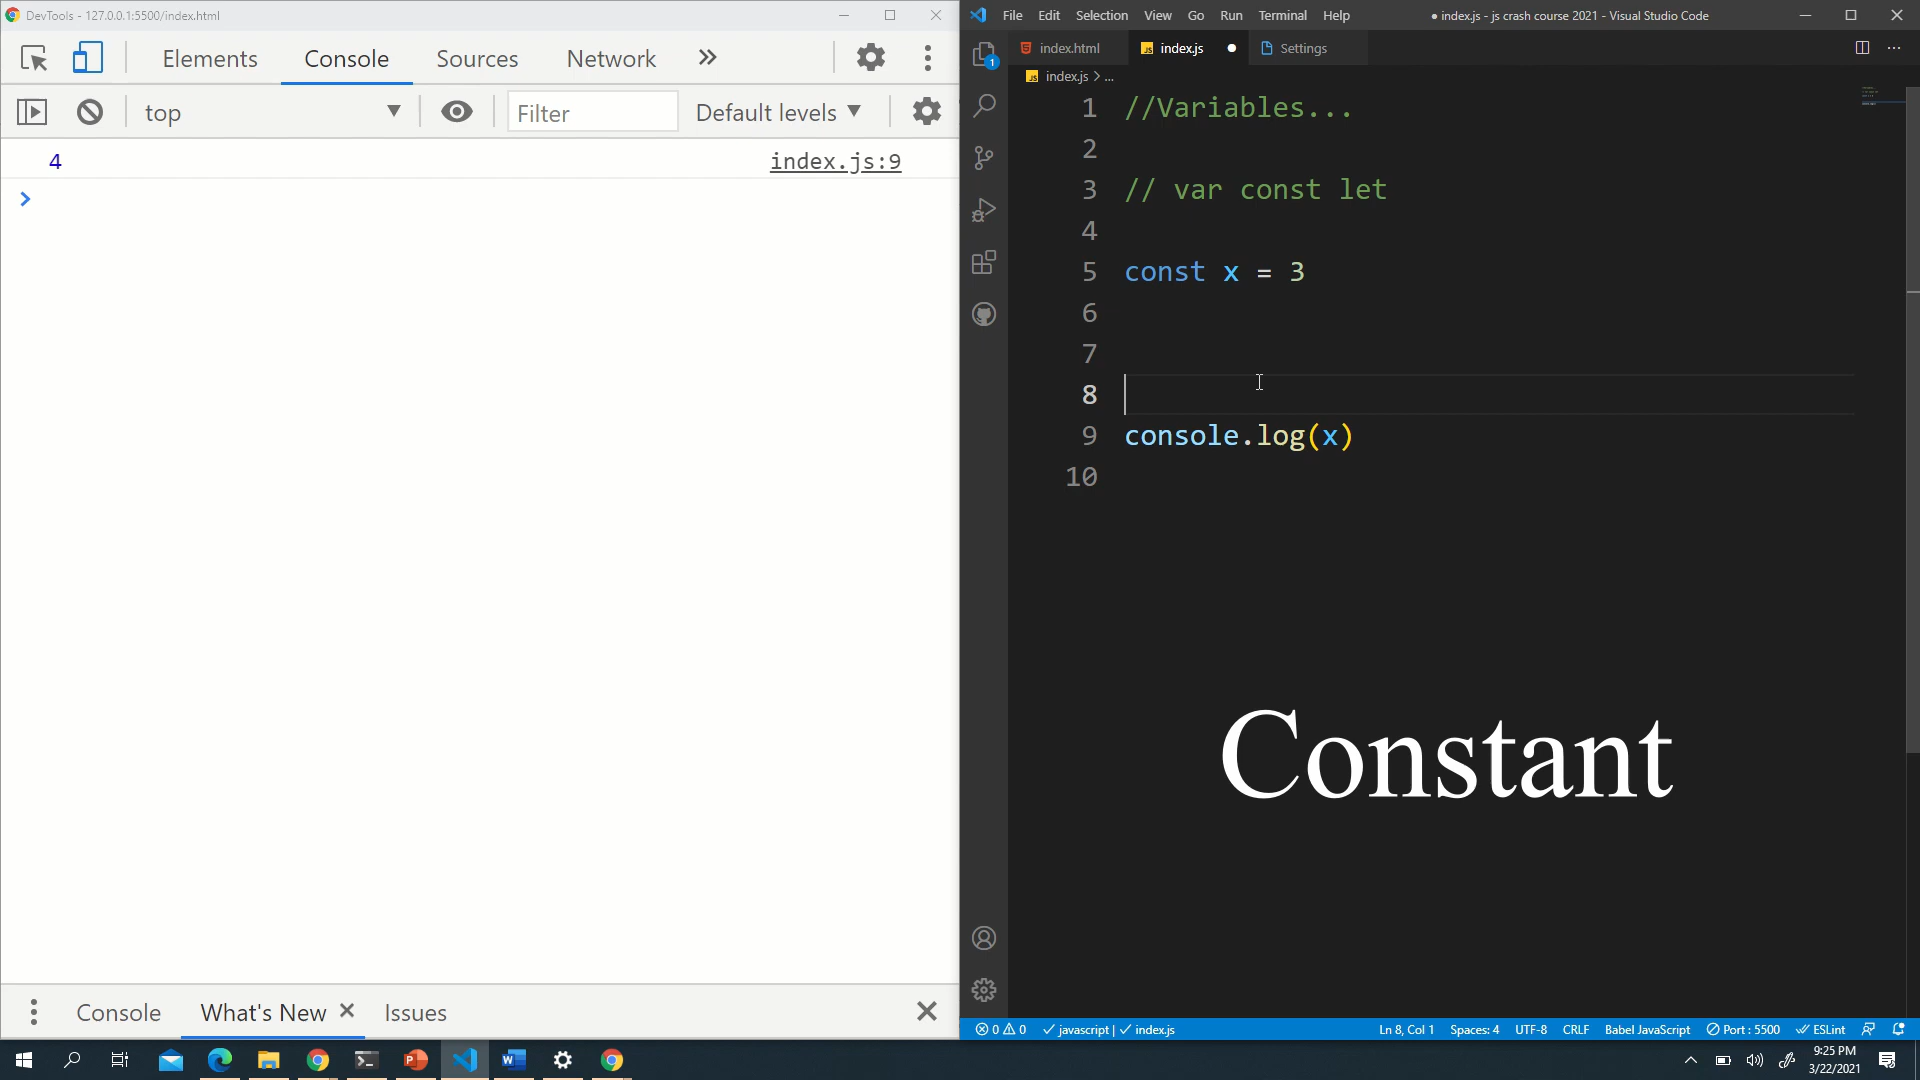 DevTools - 127.0.0.1:5500/index.html
Elements Console Sources Network
top Filter Default levels
4 index.js:9
Console What's New Issues
File Edit Selection View Go Run Terminal Help ● index.js - js crash course 2021 - Visual Studio Code
index.html index.js Settings
index.js > ...
1 //Variables...
2
3 // var const let
4
5 const x = 3
6
7
8
9 console.log(x)
10
Constant
1
0 0 javascript | index.js Ln 8, Col 1 Spaces: 4 UTF-8 CRLF Babel JavaScript Port : 5500 ESLint
9:25 PM
3/22/2021